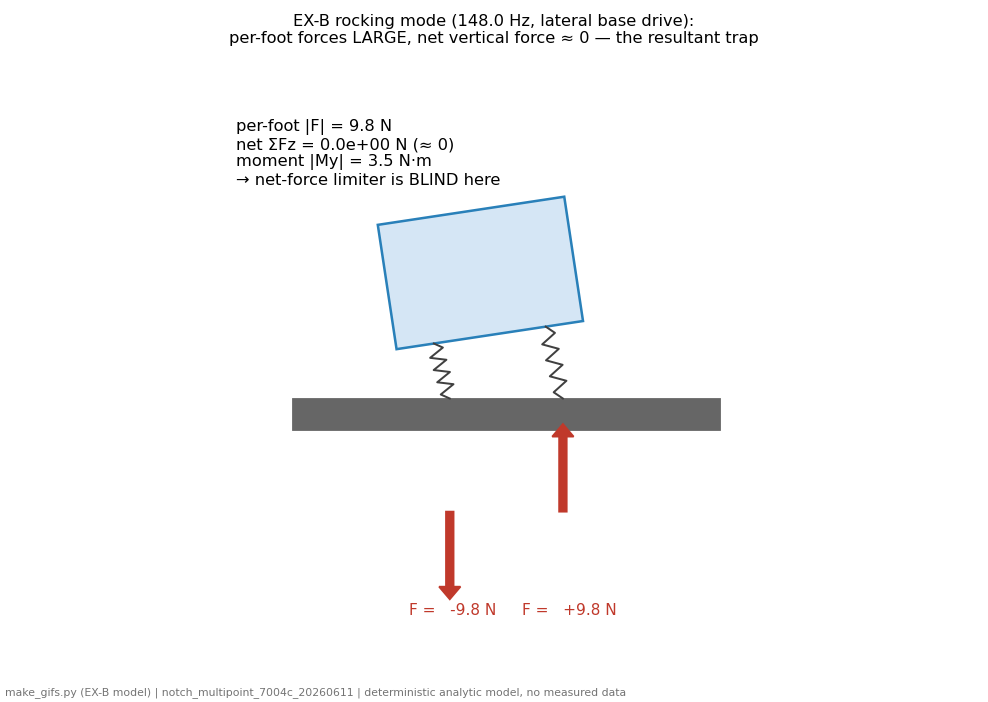 EX-B rocking mode (148.0 Hz, lateral base drive):
per-foot forces LARGE, net vertical force ≈ 0 — the resultant trap
per-foot |F| = 9.8 N
net ΣFz = 0.0e+00 N (≈ 0)
moment |My| = 3.5 N·m
→ net-force limiter is BLIND here
F = -9.8 N F = +9.8 N
make_gifs.py (EX-B model) | notch_multipoint_7004c_20260611 | deterministic analytic model, no measured data